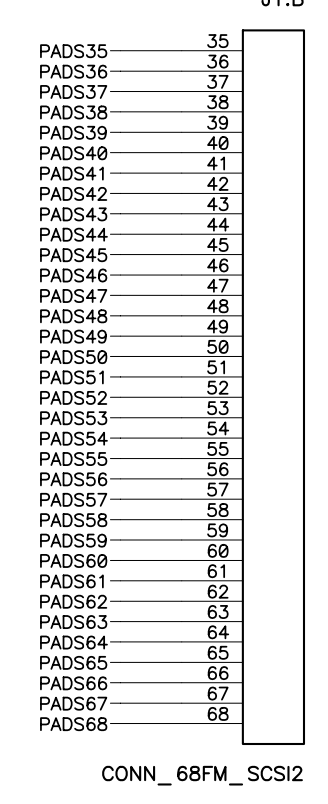 J1.B
PADS35 35
PADS36 36
PADS37 37
PADS38 38
PADS39 39
PADS40 40
PADS41 41
PADS42 42
PADS43 43
PADS44 44
PADS45 45
PADS46 46
PADS47 47
PADS48 48
PADS49 49
PADS50 50
PADS51 51
PADS52 52
PADS53 53
PADS54 54
PADS55 55
PADS56 56
PADS57 57
PADS58 58
PADS59 59
PADS60 60
PADS61 61
PADS62 62
PADS63 63
PADS64 64
PADS65 65
PADS66 66
PADS67 67
PADS68 68
CONN_68FM_SCSI2